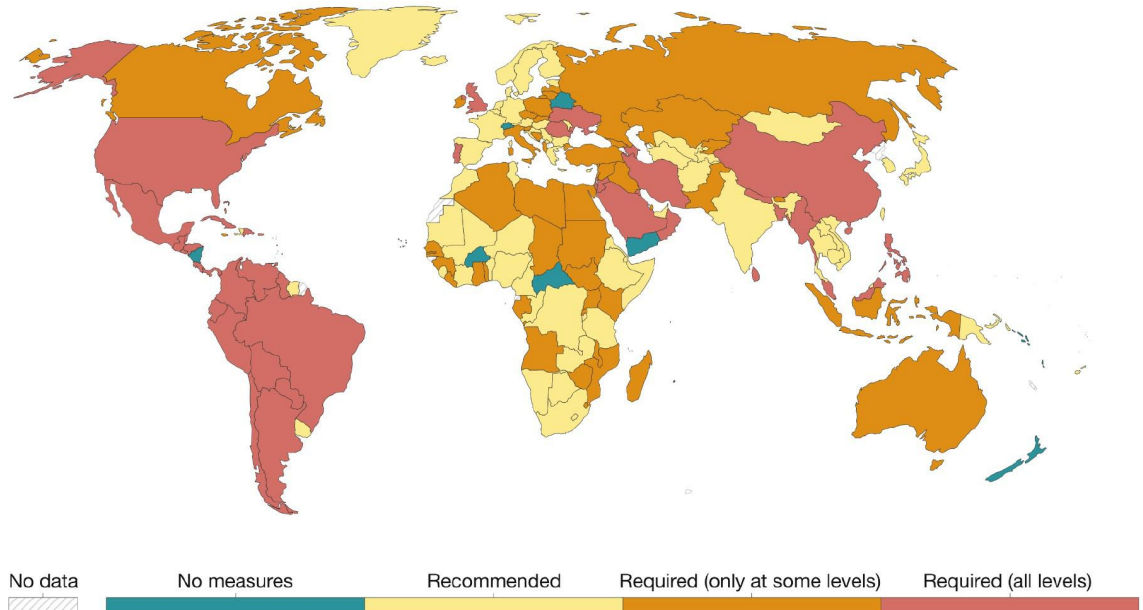 No data
No measures
Recommended
Required (only at some levels)
Required (all levels)